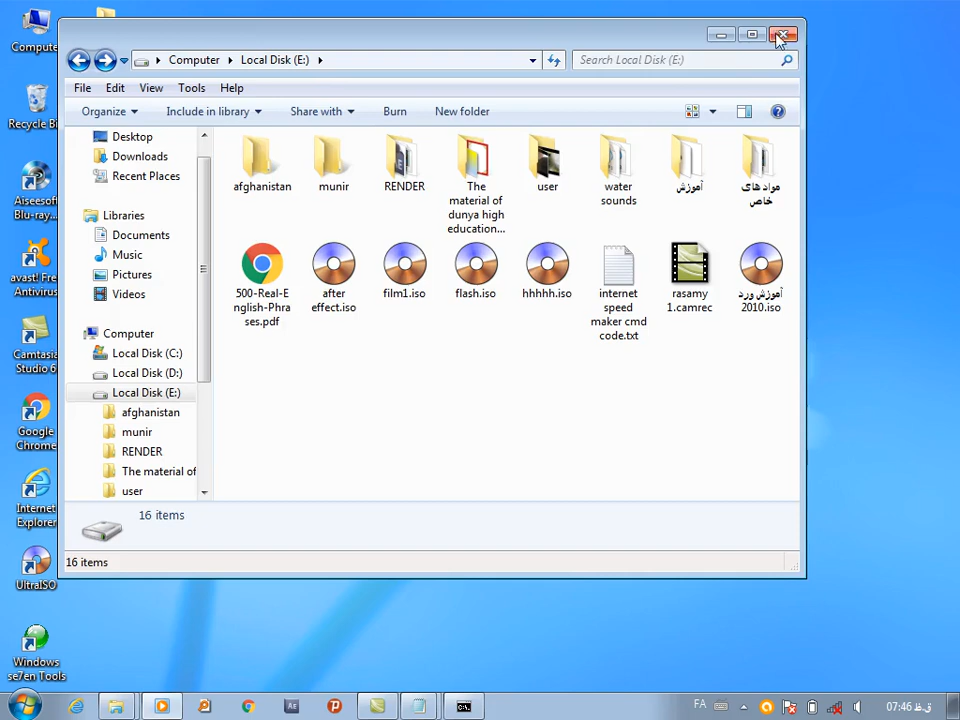 Compute
Recycle Bi
Aiseesoft
Blu-ray...
avast! Fre
Antivirus
Camtasia
Studio 6
Google
Chrome
Internet
Explorer
UltraISO
Windows
se7en Tools
Computer
Local Disk (E:)
Search Local Disk (E:)
File
Edit
View
Tools
Help
Organize
Include in library
Share with
Burn
New folder
Desktop
Downloads
Recent Places
Libraries
Documents
Music
Pictures
Videos
Computer
Local Disk (C:)
Local Disk (D:)
Local Disk (E:)
afghanistan
munir
RENDER
The material of
user
afghanistan
munir
RENDER
The
material of
dunya high
education...
user
water
sounds
آموزش
مواد های
خاص
500-Real-E
nglish-Phra
ses.pdf
after
effect.iso
film1.iso
flash.iso
hhhhh.iso
internet
speed
maker cmd
code.txt
rasamy
1.camrec
آموزش ورد
2010.iso
16 items
16 items
Ae
FA
07:46 ق.ظ